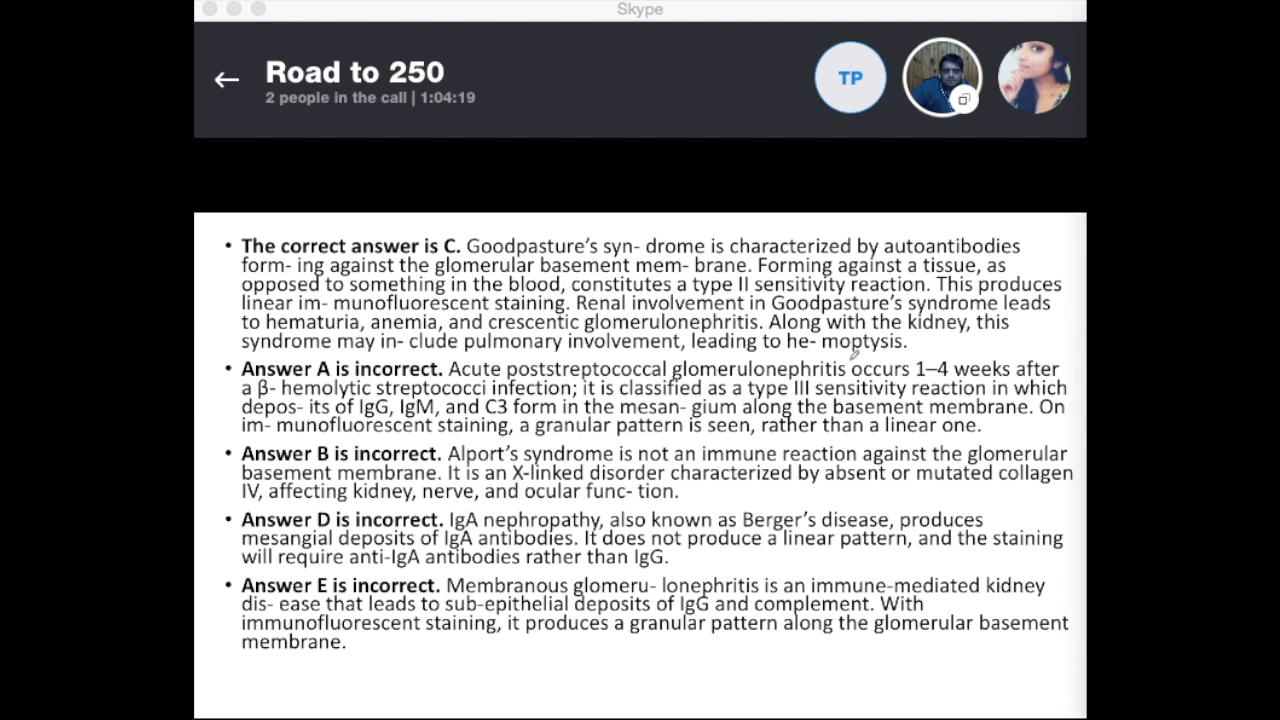 Skype
Road to 250
2 people in the call | 1:04:19
TP
• The correct answer is C. Goodpasture's syn- drome is characterized by autoantibodies
form- ing against the glomerular basement mem- brane. Forming against a tissue, as
opposed to something in the blood, constitutes a type II sensitivity reaction. This produces
linear im- munofluorescent staining. Renal involvement in Goodpasture's syndrome leads
to hematuria, anemia, and crescentic glomerulonephritis. Along with the kidney, this
syndrome may in- clude pulmonary involvement, leading to he- moptysis.
• Answer A is incorrect. Acute poststreptococcal glomerulonephritis occurs 1–4 weeks after
a β- hemolytic streptococci infection; it is classified as a type III sensitivity reaction in which
depos- its of IgG, IgM, and C3 form in the mesan- gium along the basement membrane. On
im- munofluorescent staining, a granular pattern is seen, rather than a linear one.
• Answer B is incorrect. Alport's syndrome is not an immune reaction against the glomerular
basement membrane. It is an X-linked disorder characterized by absent or mutated collagen
IV, affecting kidney, nerve, and ocular func- tion.
• Answer D is incorrect. IgA nephropathy, also known as Berger's disease, produces
mesangial deposits of IgA antibodies. It does not produce a linear pattern, and the staining
will require anti-IgA antibodies rather than IgG.
• Answer E is incorrect. Membranous glomeru- lonephritis is an immune-mediated kidney
dis- ease that leads to sub-epithelial deposits of IgG and complement. With
immunofluorescent staining, it produces a granular pattern along the glomerular basement
membrane.